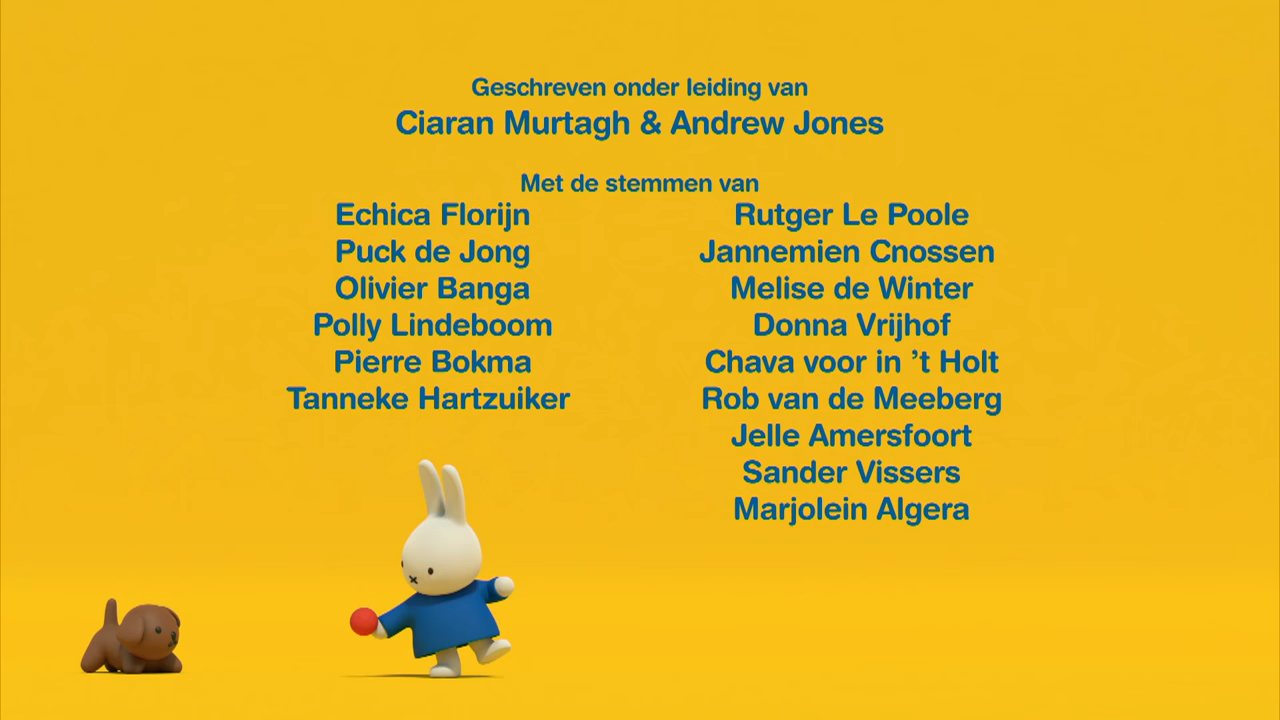 Geschreven onder leiding van
Ciaran Murtagh & Andrew Jones
Met de stemmen van
Echica Florijn
Puck de Jong
Olivier Banga
Polly Lindeboom
Pierre Bokma
Tanneke Hartzuiker
Rutger Le Poole
Jannemien Cnossen
Melise de Winter
Donna Vrijhof
Chava voor in ’t Holt
Rob van de Meeberg
Jelle Amersfoort
Sander Vissers
Marjolein Algera